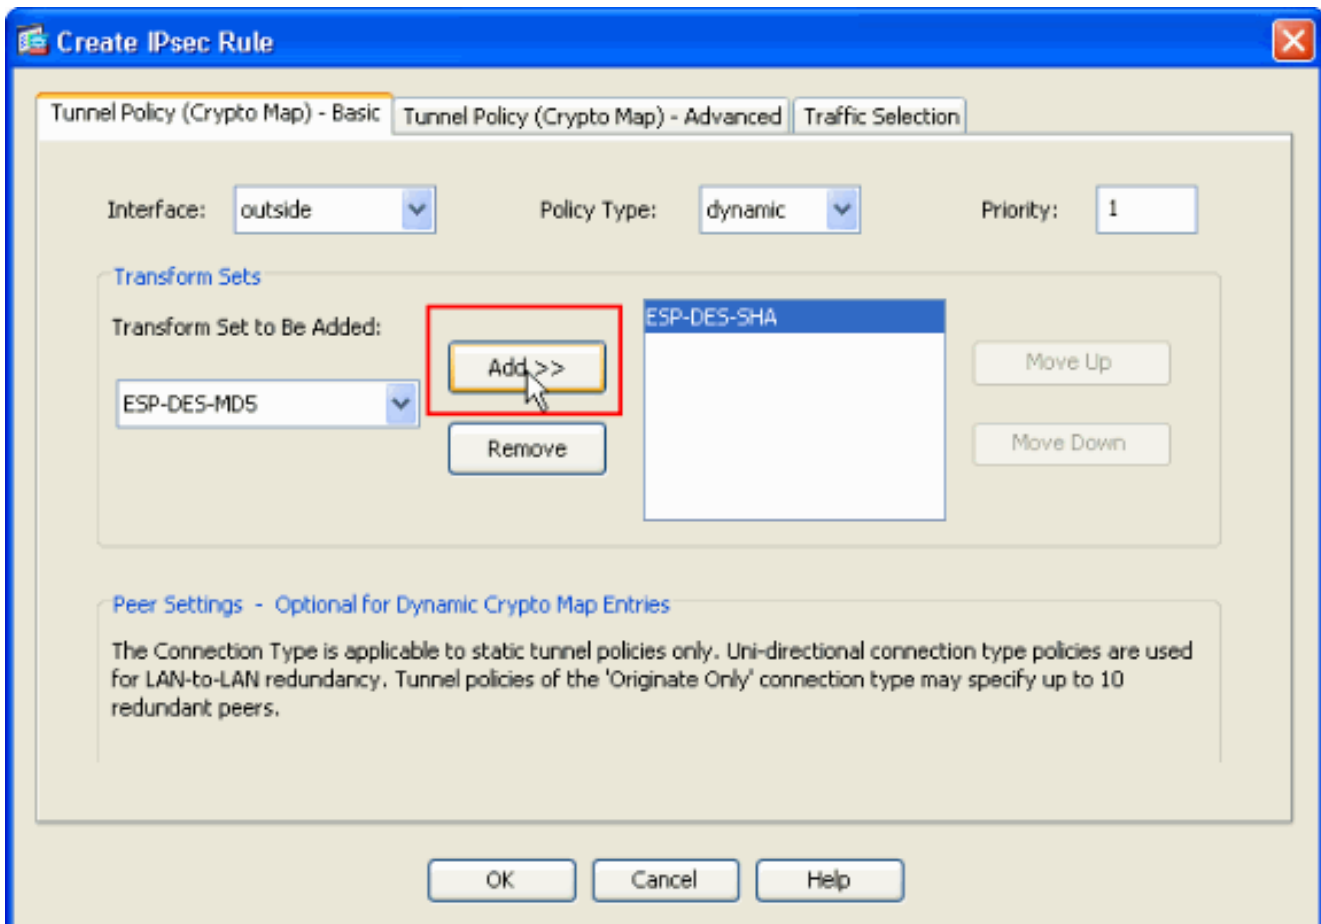 Create IPsec Rule
Tunnel Policy (Crypto Map) - Basic
Tunnel Policy (Crypto Map) - Advanced
Traffic Selection
Interface:
outside
Policy Type:
dynamic
Priority:
1
Transform Sets
Transform Set to Be Added:
ESP-DES-MD5
Add >>
Remove
ESP-DES-SHA
Move Up
Move Down
Peer Settings - Optional for Dynamic Crypto Map Entries
The Connection Type is applicable to static tunnel policies only. Uni-directional connection type policies are used
for LAN-to-LAN redundancy. Tunnel policies of the 'Originate Only' connection type may specify up to 10
redundant peers.
OK
Cancel
Help